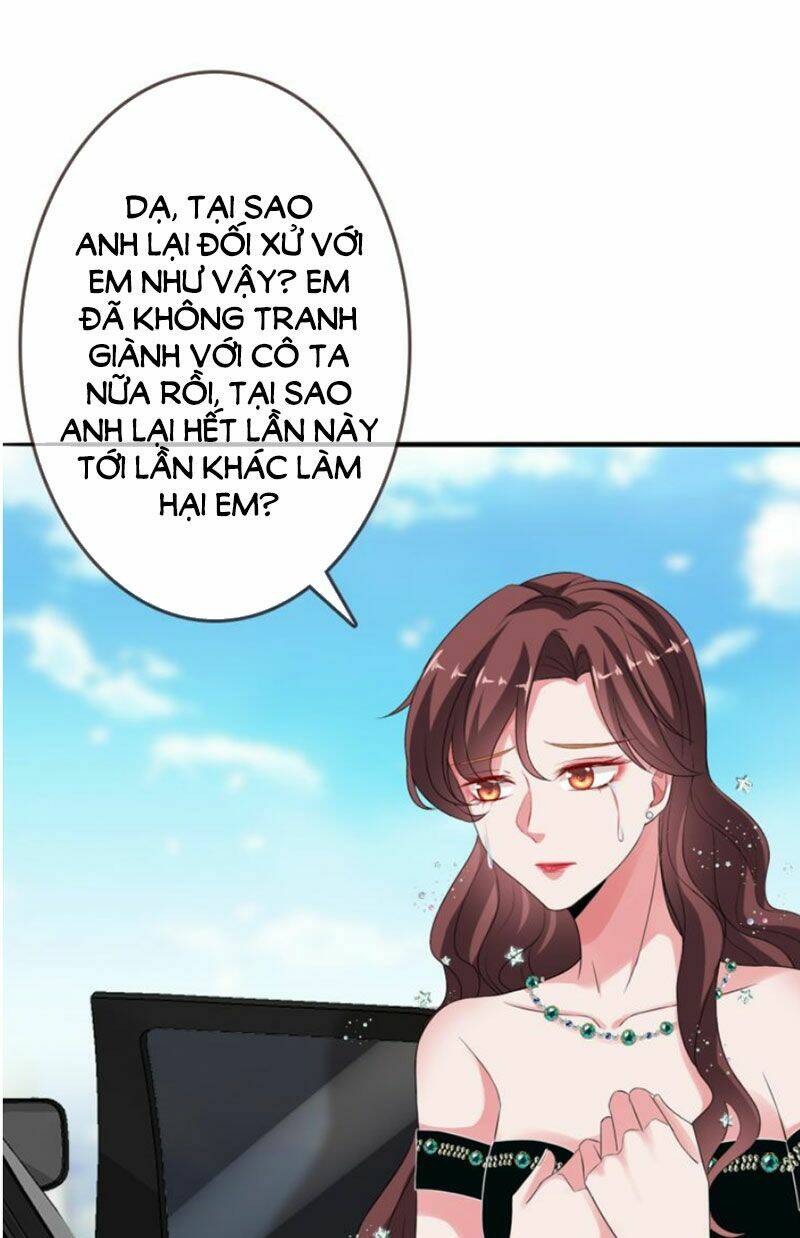 DẠ, TẠI SAO
ANH LẠI ĐỐI XỬ VỚI
EM NHƯ VẬY? EM
ĐÃ KHÔNG TRANH
GIÀNH VỚI CÔ TA
NỮA RỒI, TẠI SAO
ANH LẠI HẾT LẦN NÀY
TỚI LẦN KHÁC LÀM
HẠI EM?